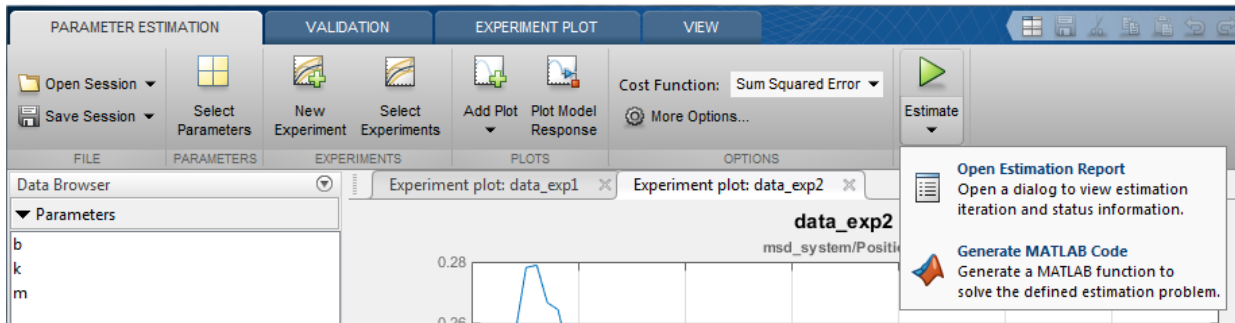 PARAMETER ESTIMATION VALIDATION EXPERIMENT PLOT VIEW
Open Session
Save Session
Select
Parameters
New
Experiment
Select
Experiments
Add Plot
Plot Model
Response
Cost Function: Sum Squared Error
More Options...
Estimate
FILE PARAMETERS EXPERIMENTS PLOTS OPTIONS
Open Estimation Report
Open a dialog to view estimation
iteration and status information.
Generate MATLAB Code
Generate a MATLAB function to
solve the defined estimation problem.
Data Browser
Parameters
b
k
m
Experiment plot: data_exp1
Experiment plot: data_exp2
data_exp2
msd_system/Positi
0.28
0.26